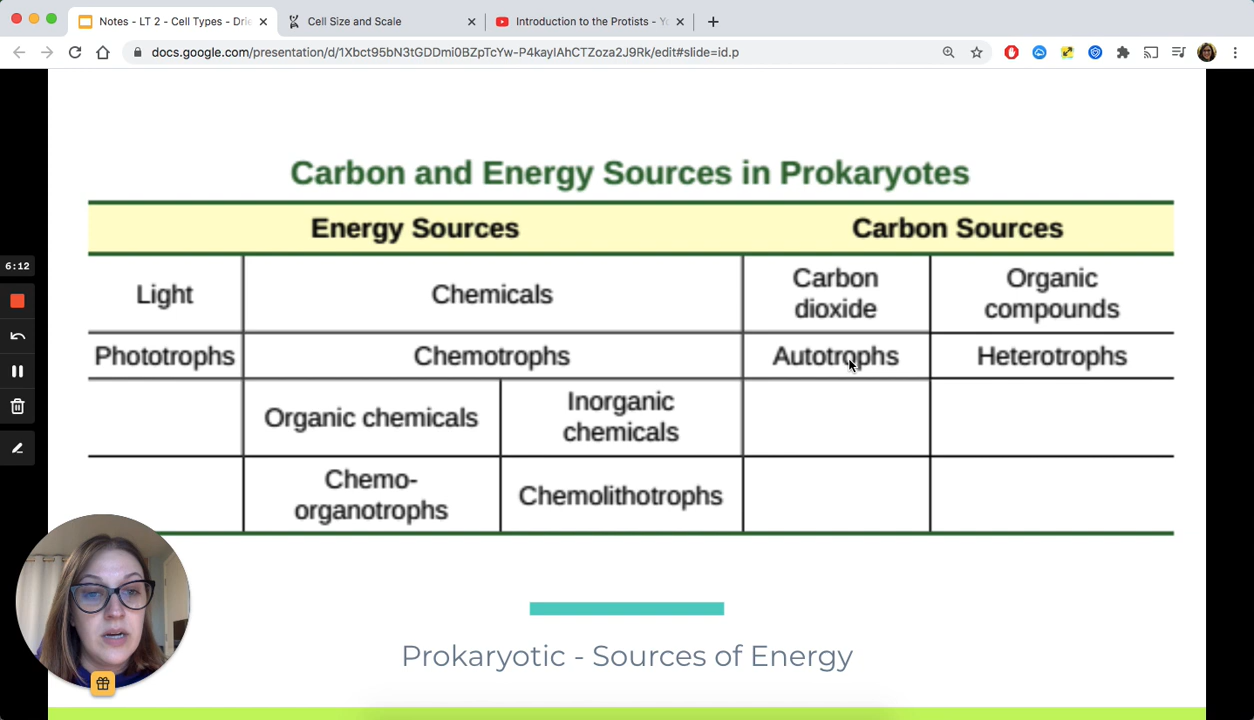 Notes - LT 2 - Cell Types - Drie
Cell Size and Scale
Introduction to the Protists - Yo
docs.google.com/presentation/d/1Xbct95bN3tGDDmi0BZpTcYw-P4kayIAhCTZoza2J9Rk/edit#slide=id.p
Carbon and Energy Sources in Prokaryotes
Energy Sources
Carbon Sources
Light
Chemicals
Carbon
dioxide
Organic
compounds
Phototrophs
Chemotrophs
Autotrophs
Heterotrophs
Organic chemicals
Inorganic
chemicals
Chemo-
organotrophs
Chemolithotrophs
6:12
Prokaryotic - Sources of Energy